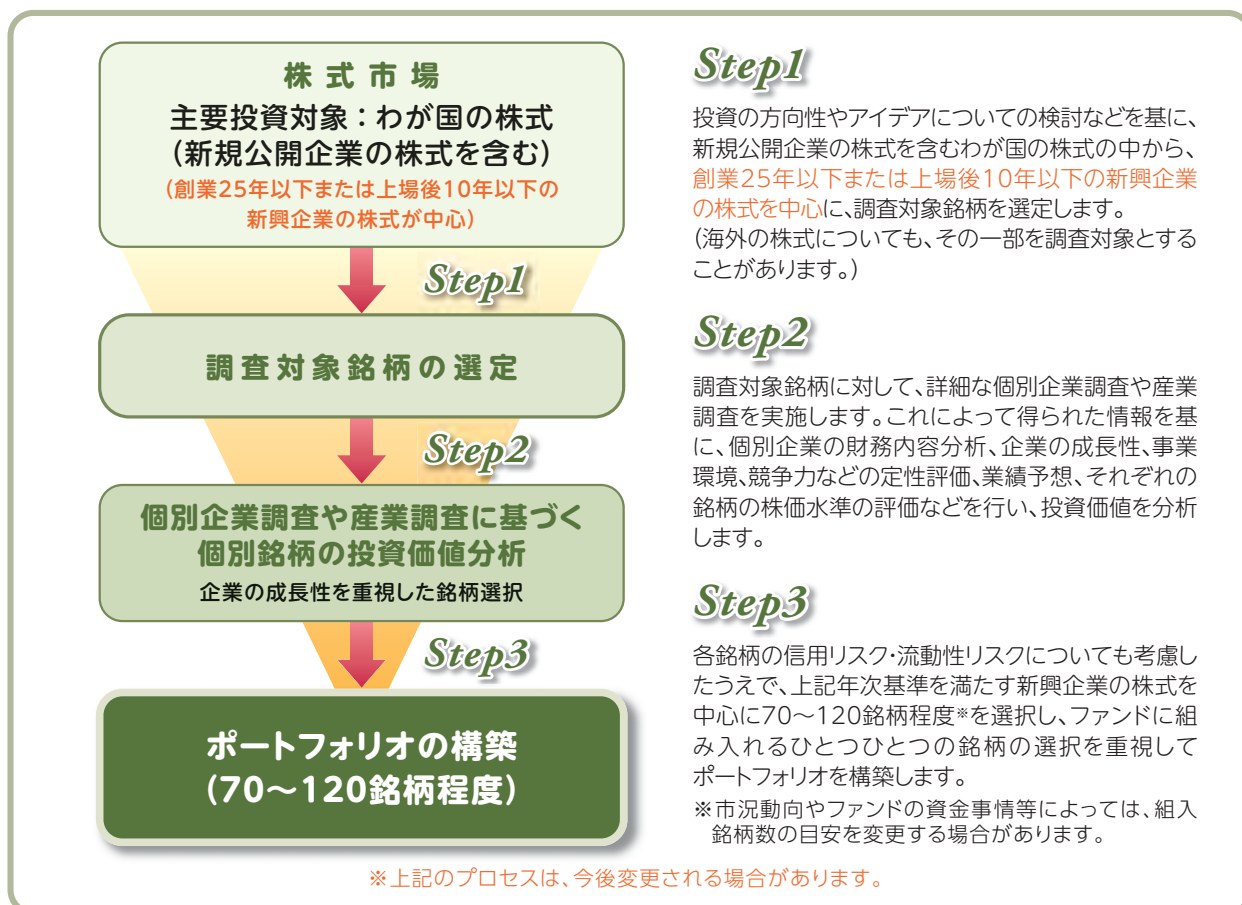 株式市場
主要投資対象：わが国の株式
（新規公開企業の株式を含む）
（創業25年以下または上場後10年以下の
新興企業の株式が中心）
Step1
調査対象銘柄の選定
Step2
個別企業調査や産業調査に基づく
個別銘柄の投資価値分析
企業の成長性を重視した銘柄選択
Step3
ポートフォリオの構築
（70～120銘柄程度）
Step1
投資の方向性やアイデアについての検討などを基に、
新規公開企業の株式を含むわが国の株式の中から、
創業25年以下または上場後10年以下の新興企業
の株式を中心に、調査対象銘柄を選定します。
（海外の株式についても、その一部を調査対象とする
ことがあります。）
Step2
調査対象銘柄に対して、詳細な個別企業調査や産業
調査を実施します。これによって得られた情報を基
に、個別企業の財務内容分析、企業の成長性、事業
環境、競争力などの定性評価、業績予想、それぞれの
銘柄の株価水準の評価などを行い、投資価値を分析
します。
Step3
各銘柄の信用リスク・流動性リスクについても考慮し
たうえで、上記年次基準を満たす新興企業の株式を
中心に70～120銘柄程度※を選択し、ファンドに組
み入れるひとつひとつの銘柄の選択を重視して
ポートフォリオを構築します。
※市況動向やファンドの資金事情等によっては、組入
銘柄数の目安を変更する場合があります。
※上記のプロセスは、今後変更される場合があります。